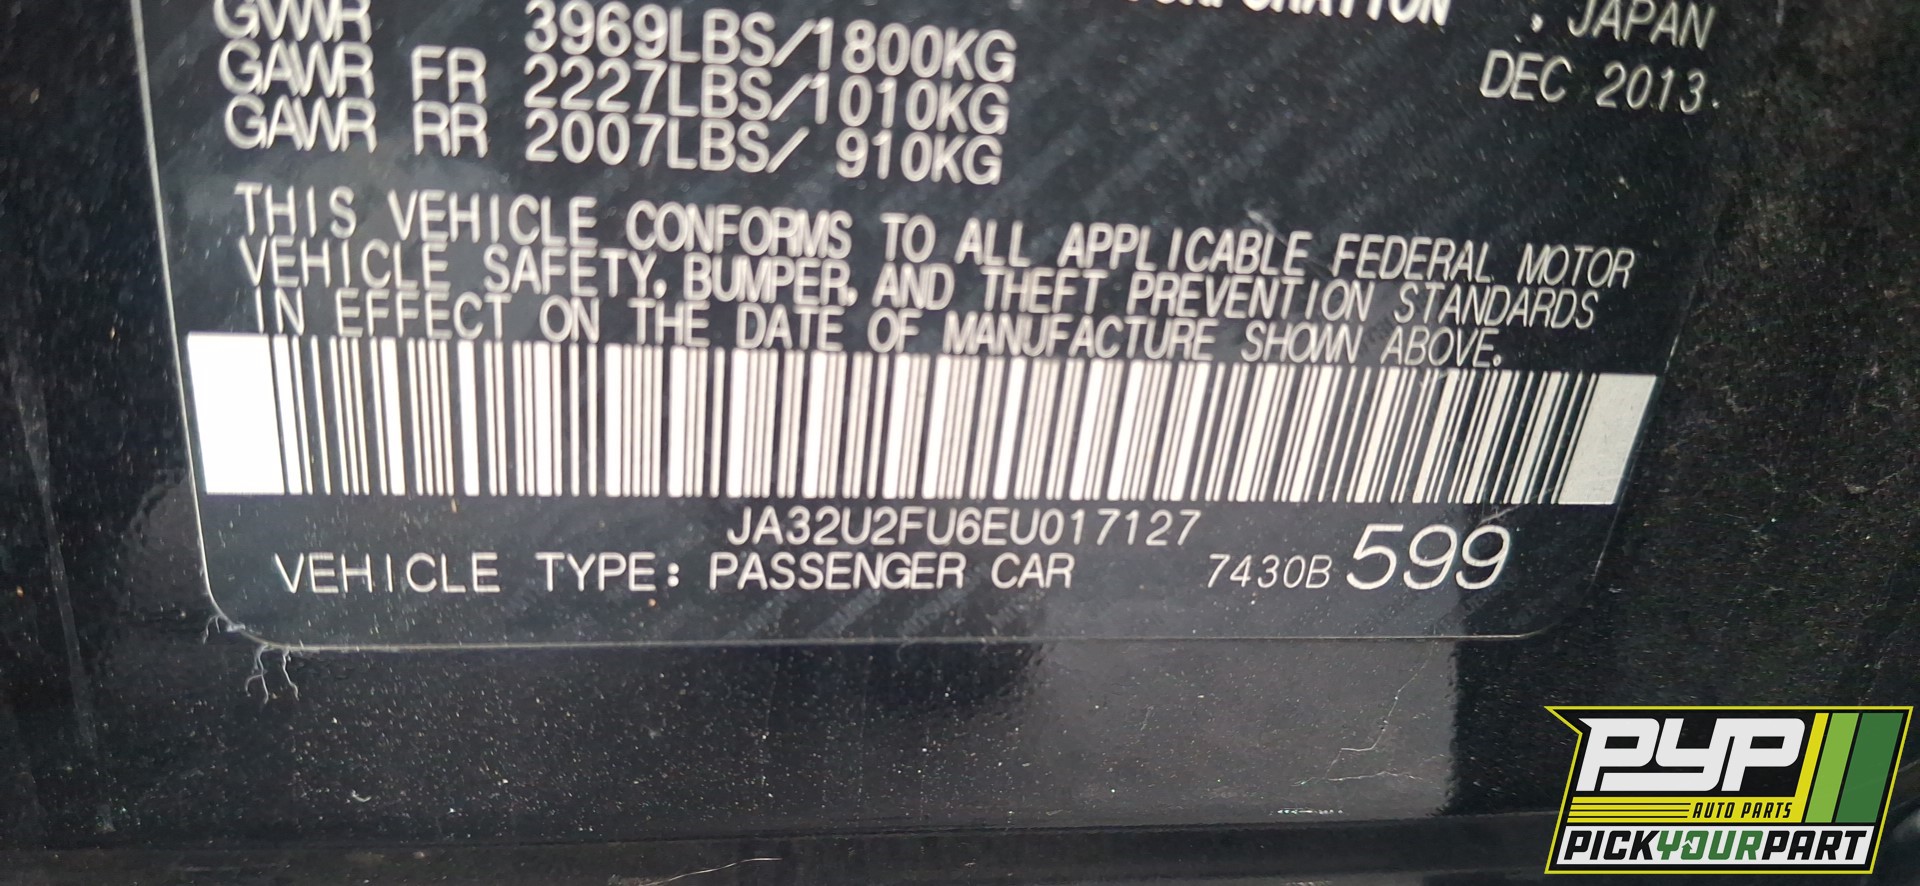 CORPORATION , JAPAN
GVWR 3969LBS/1800KG DEC 2013.
GAWR FR 2227LBS/1010KG
GAWR RR 2007LBS/ 910KG
THIS VEHICLE CONFORMS TO ALL APPLICABLE FEDERAL MOTOR
VEHICLE SAFETY, BUMPER, AND THEFT PREVENTION STANDARDS
IN EFFECT ON THE DATE OF MANUFACTURE SHOWN ABOVE.
JA32U2FU6EU017127
VEHICLE TYPE: PASSENGER CAR 7430B 599
PYP
AUTO PARTS
PICKYOURPART